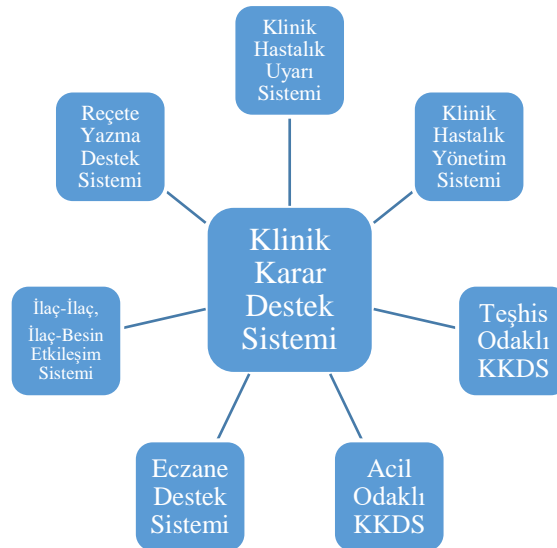 Klinik
Hastalık
Uyarı
Sistemi
Klinik
Hastalık
Yönetim
Sistemi
Teşhis
Odaklı
KKDS
Acil
Odaklı
KKDS
Eczane
Destek
Sistemi
İlaç-İlaç,
İlaç-Besin
Etkileşim
Sistemi
Reçete
Yazma
Destek
Sistemi
Klinik
Karar
Destek
Sistemi